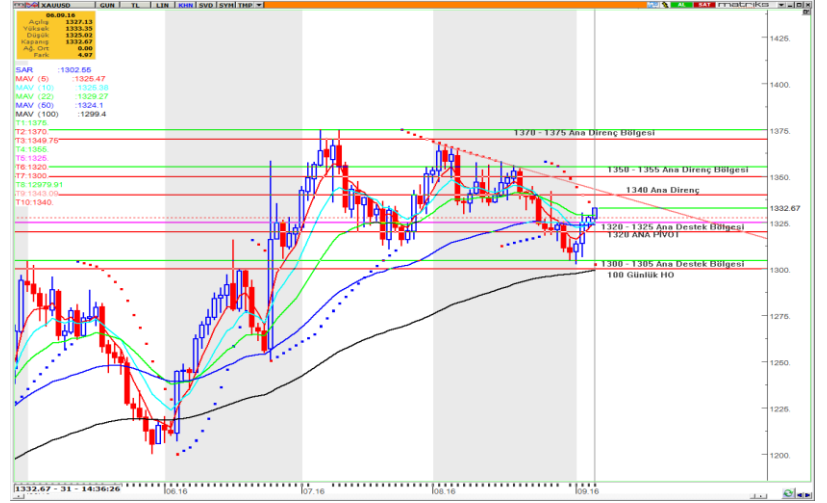 XAUUSD GUN TL LIN KHN SVD SYM THP AL SAT matriks
06.09.16
Açılış 1327.13
Yüksek 1333.35
Düşük 1325.02
Kapanış 1332.67
Ağ. Ort 0.00
Fark 4.97
SAR :1302.55
MAV (5) :1325.47
MAV (10) :1325.38
MAV (22) :1329.27
MAV (50) :1324.1
MAV (100) :1299.4
T1:1375.
T2:1370.
T3:1349.75
T4:1355.
T5:1325.
T6:1320.
T7:1300.
T8:12979.91
T9:1343.09
T10:1340.
1370 - 1375 Ana Direnç Bölgesi
1350 - 1355 Ana Direnç Bölgesi
1340 Ana Direnç
1320 - 1325 Ana Destek Bölgesi
1320 ANA PİVOT
1300 - 1305 Ana Destek Bölgesi
100 Günlük HO
1425.
1400.
1375.
1350.
1332.67
1325.
1300.
1275.
1250.
1225.
1200.
1332.67 - 31 - 14:36:26
06.16 07.16 08.16 09.16